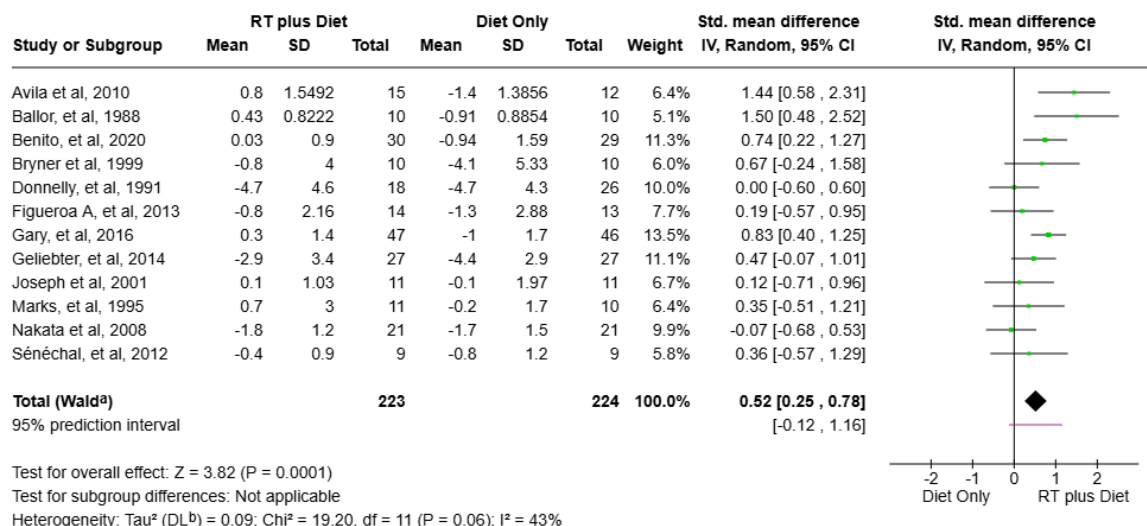 RT plus Diet Diet Only Std. mean difference Std. mean difference
Study or Subgroup Mean SD Total Mean SD Total Weight IV, Random, 95% CI IV, Random, 95% CI
Avila et al, 2010 0.8 1.5492 15 -1.4 1.3856 12 6.4% 1.44 [0.58 , 2.31]
Ballor, et al, 1988 0.43 0.8222 10 -0.91 0.8854 10 5.1% 1.50 [0.48 , 2.52]
Benito, et al, 2020 0.03 0.9 30 -0.94 1.59 29 11.3% 0.74 [0.22 , 1.27]
Bryner et al, 1999 -0.8 4 10 -4.1 5.33 10 6.0% 0.67 [-0.24 , 1.58]
Donnelly, et al, 1991 -4.7 4.6 18 -4.7 4.3 26 10.0% 0.00 [-0.60 , 0.60]
Figueroa A, et al, 2013 -0.8 2.16 14 -1.3 2.88 13 7.7% 0.19 [-0.57 , 0.95]
Gary, et al, 2016 0.3 1.4 47 -1 1.7 46 13.5% 0.83 [0.40 , 1.25]
Geliebter, et al, 2014 -2.9 3.4 27 -4.4 2.9 27 11.1% 0.47 [-0.07 , 1.01]
Joseph et al, 2001 0.1 1.03 11 -0.1 1.97 11 6.8% 0.12 [-0.71 , 0.96]
Marks, et al, 1995 0.7 3 11 -0.2 1.7 10 6.4% 0.35 [-0.51 , 1.21]
Nakata et al, 2008 -1.8 1.2 21 -1.7 1.5 21 9.9% -0.07 [-0.68 , 0.53]
Sénéchal, et al, 2012 -0.4 0.9 9 -0.8 1.2 9 5.8% 0.36 [-0.57 , 1.29]
Total (Waldᵃ) 223 224 100.0% 0.52 [0.25 , 0.78]
95% prediction interval [-0.12 , 1.16]
Test for overall effect: Z = 3.82 (P = 0.0001)
Test for subgroup differences: Not applicable
Heterogeneity: Tau² (DLᵇ) = 0.09; Chi² = 19.20, df = 11 (P = 0.06); I² = 43%
-2 -1 0 1 2
Diet Only RT plus Diet